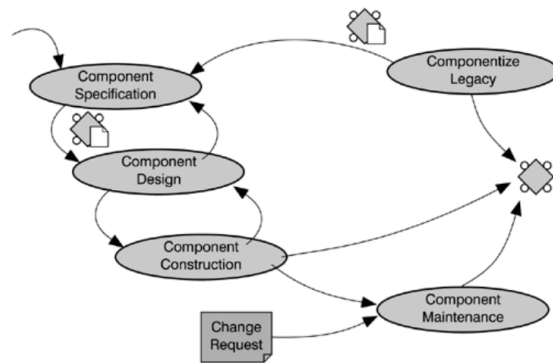 Component
Specification
Componentize
Legacy
Component
Design
Component
Construction
Component
Maintenance
Change
Request